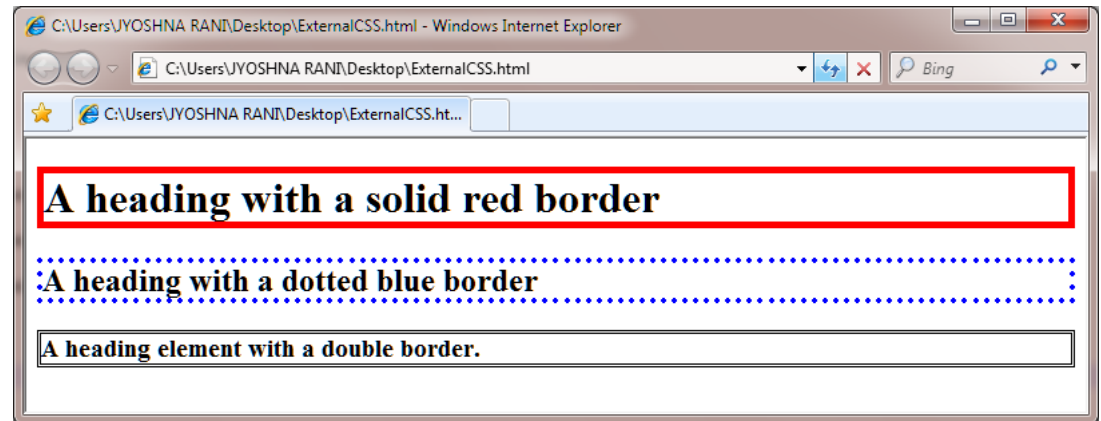 C:\Users\JYOSHNA RANI\Desktop\ExternalCSS.html - Windows Internet Explorer
C:\Users\JYOSHNA RANI\Desktop\ExternalCSS.html
Bing
C:\Users\JYOSHNA RANI\Desktop\ExternalCSS.ht...
A heading with a solid red border
A heading with a dotted blue border
A heading element with a double border.